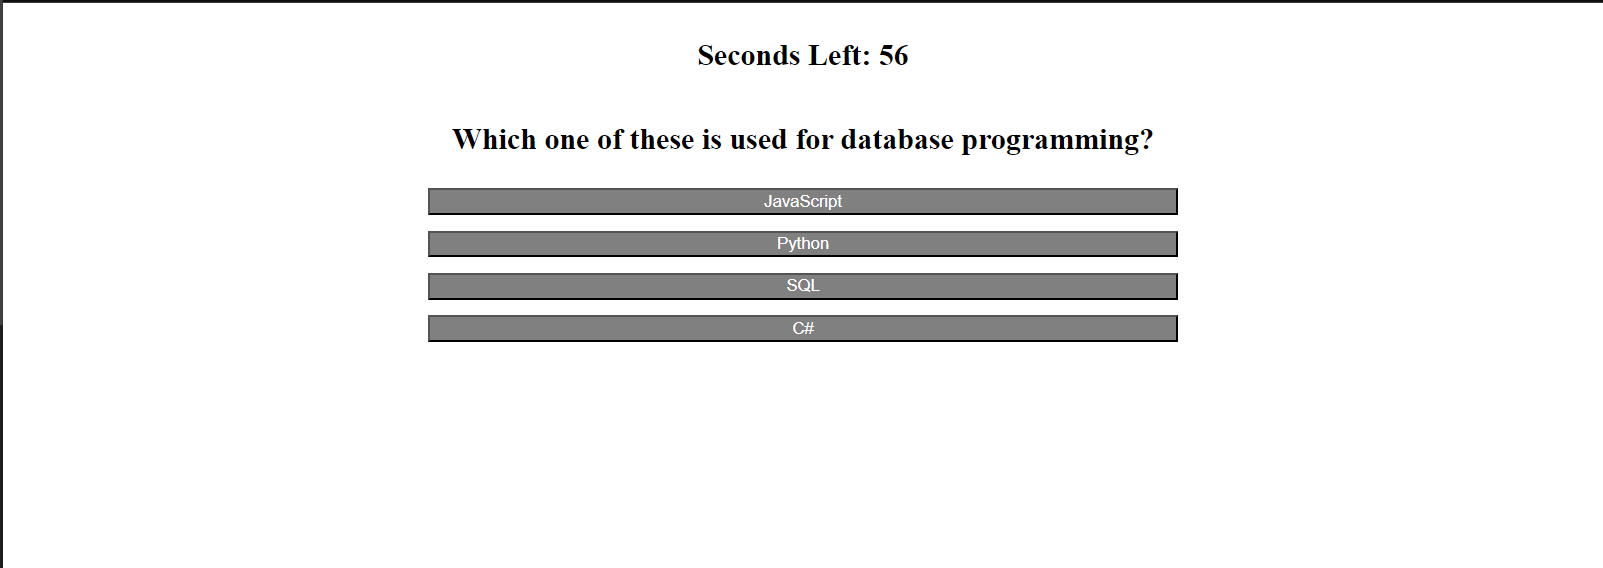 Seconds Left: 56
Which one of these is used for database programming?
JavaScript
Python
SQL
C#